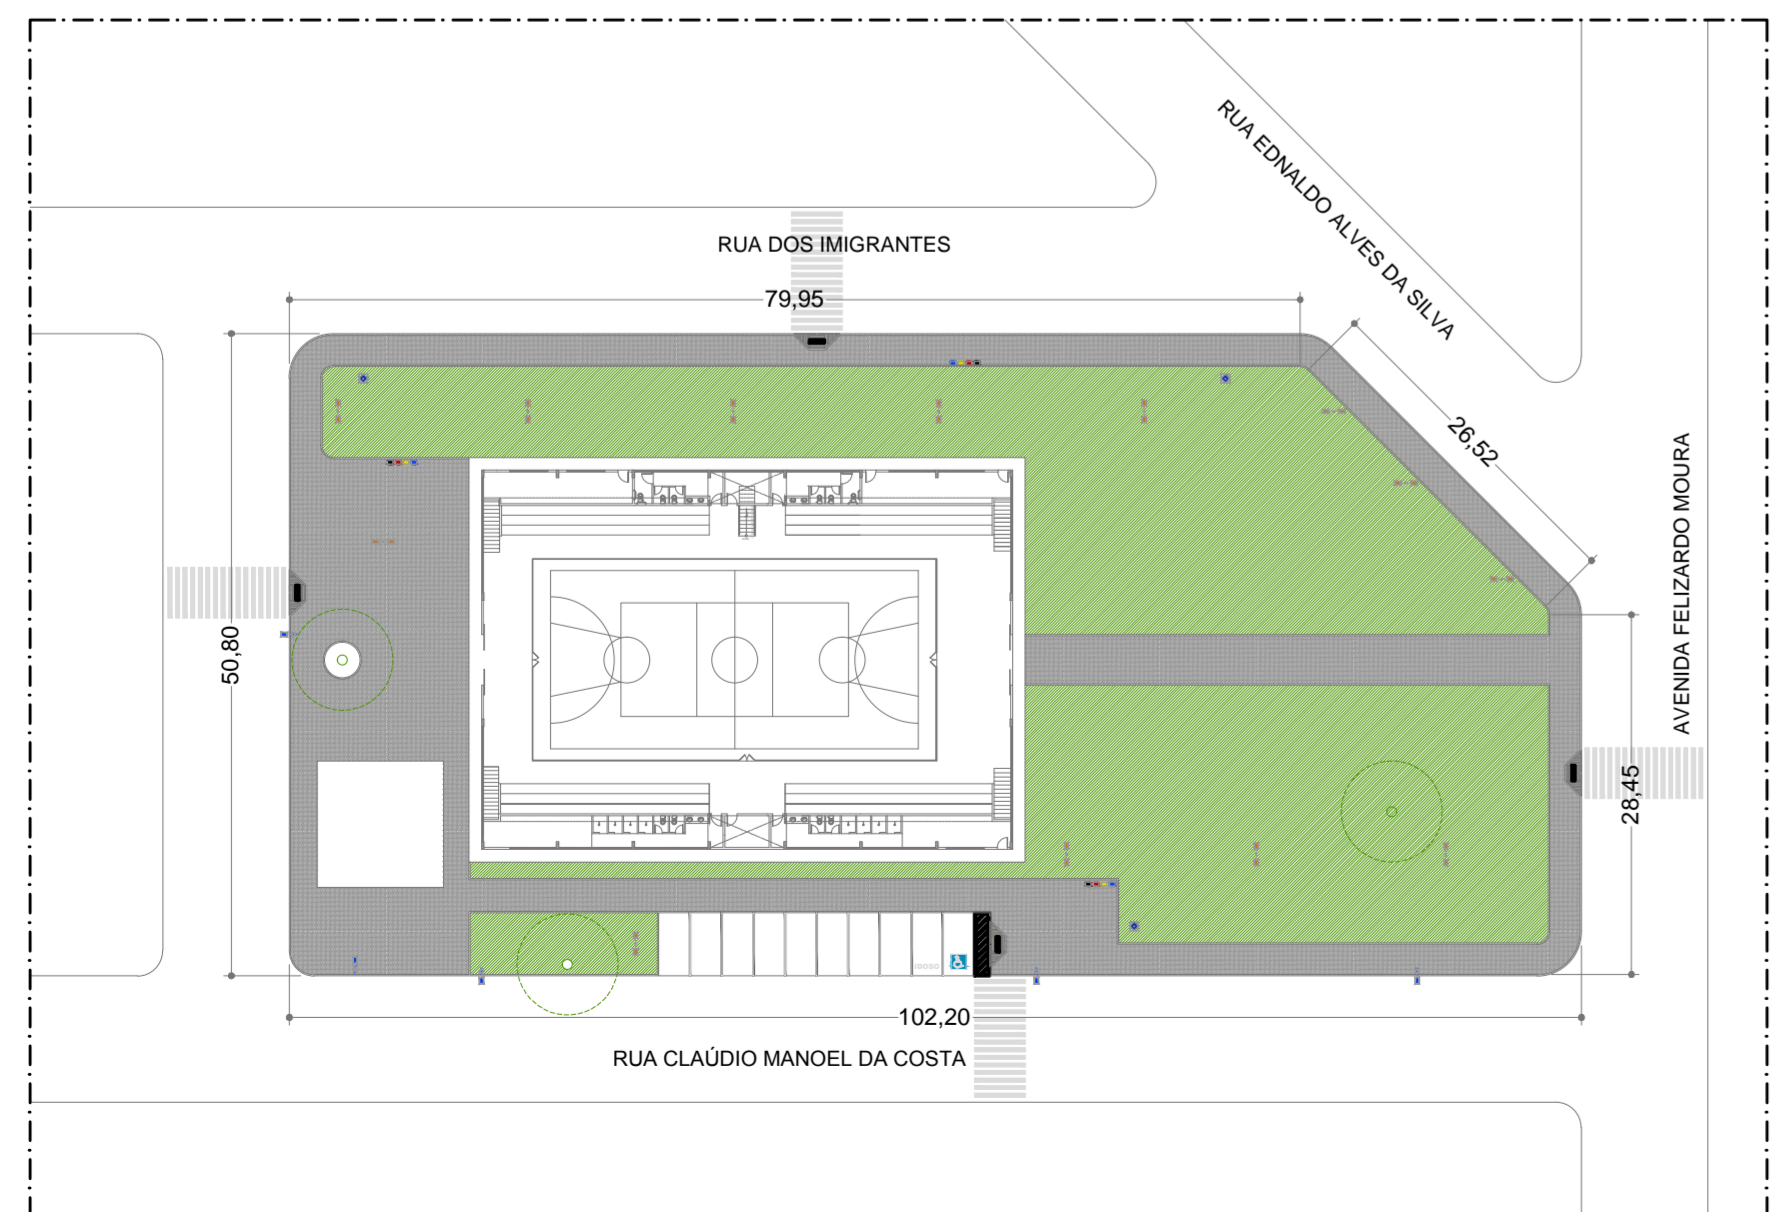 RUA EDNALDO ALVES DA SILVA
RUA DOS IMIGRANTES
79,95
26,52
AVENIDA FELIZARDO MOURA
50,80
28,45
IDOSO
102,20
RUA CLAÚDIO MANOEL DA COSTA